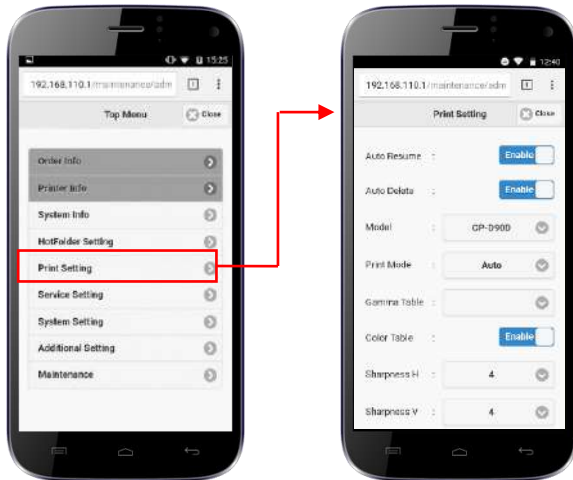 15:25
192.168.110.1/maintenance/adm
Top Menu
Close
Order Info
Printer Info
System Info
HotFolder Setting
Print Setting
Service Setting
System Setting
Additional Setting
Maintenance
12:40
192.168.110.1/maintenance/adm
Print Setting
Close
Auto Resume : Enable
Auto Delete : Enable
Model : CP-D90D
Print Mode : Auto
Gamma Table :
Color Table : Enable
Sharpness H : 4
Sharpness V : 4